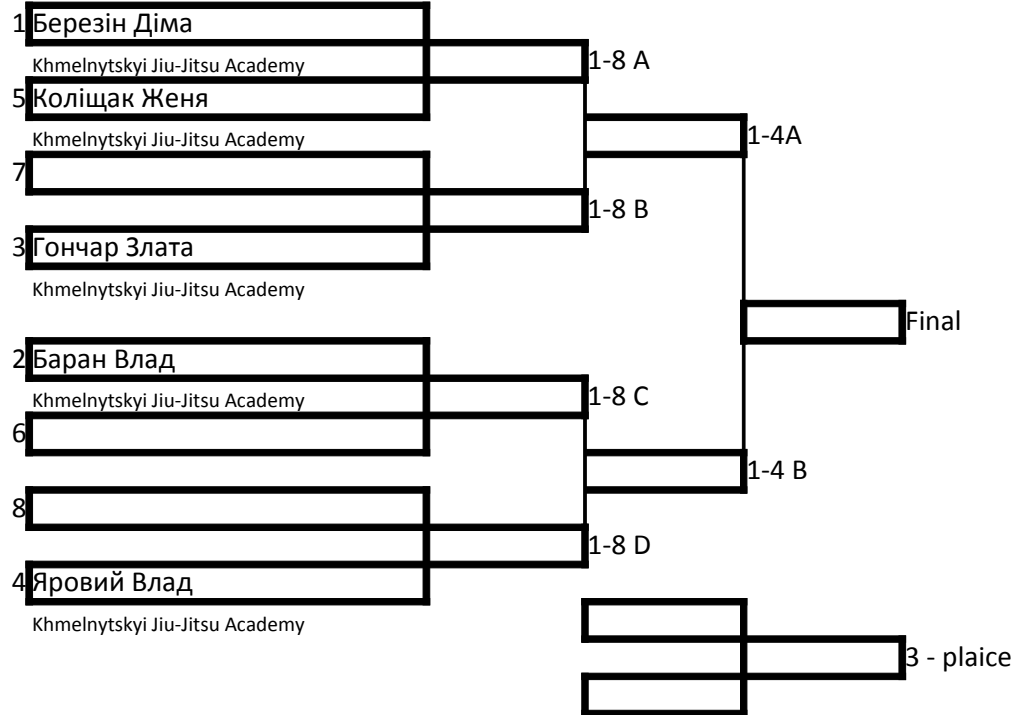 1 Березін Діма
Khmelnytskyi Jiu-Jitsu Academy
1-8 A
5 Коліщак Женя
Khmelnytskyi Jiu-Jitsu Academy
1-4A
7
1-8 B
3 Гончар Злата
Khmelnytskyi Jiu-Jitsu Academy
Final
2 Баран Влад
Khmelnytskyi Jiu-Jitsu Academy
1-8 C
6
1-4 B
8
1-8 D
4 Яровий Влад
Khmelnytskyi Jiu-Jitsu Academy
3 - plaice